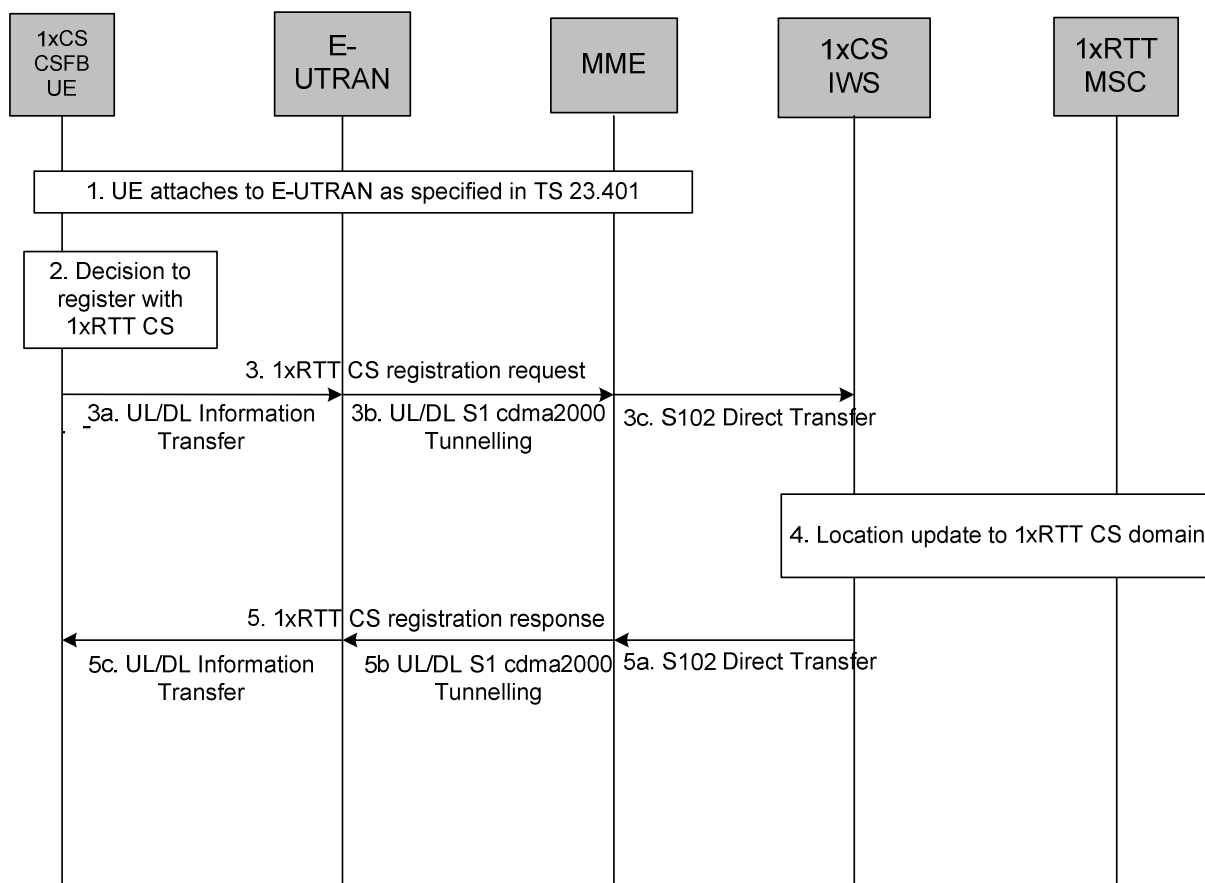 1xCS
CSFB
UE
E-
UTRAN
MME
1xCS
IWS
1xRTT
MSC
1. UE attaches to E-UTRAN as specified in TS 23.401
2. Decision to
register with
1xRTT CS
3. 1xRTT CS registration request
3a. UL/DL Information
Transfer
3b. UL/DL S1 cdma2000
Tunnelling
3c. S102 Direct Transfer
4. Location update to 1xRTT CS domain
5. 1xRTT CS registration response
5c. UL/DL Information
Transfer
5b UL/DL S1 cdma2000
Tunnelling
5a. S102 Direct Transfer